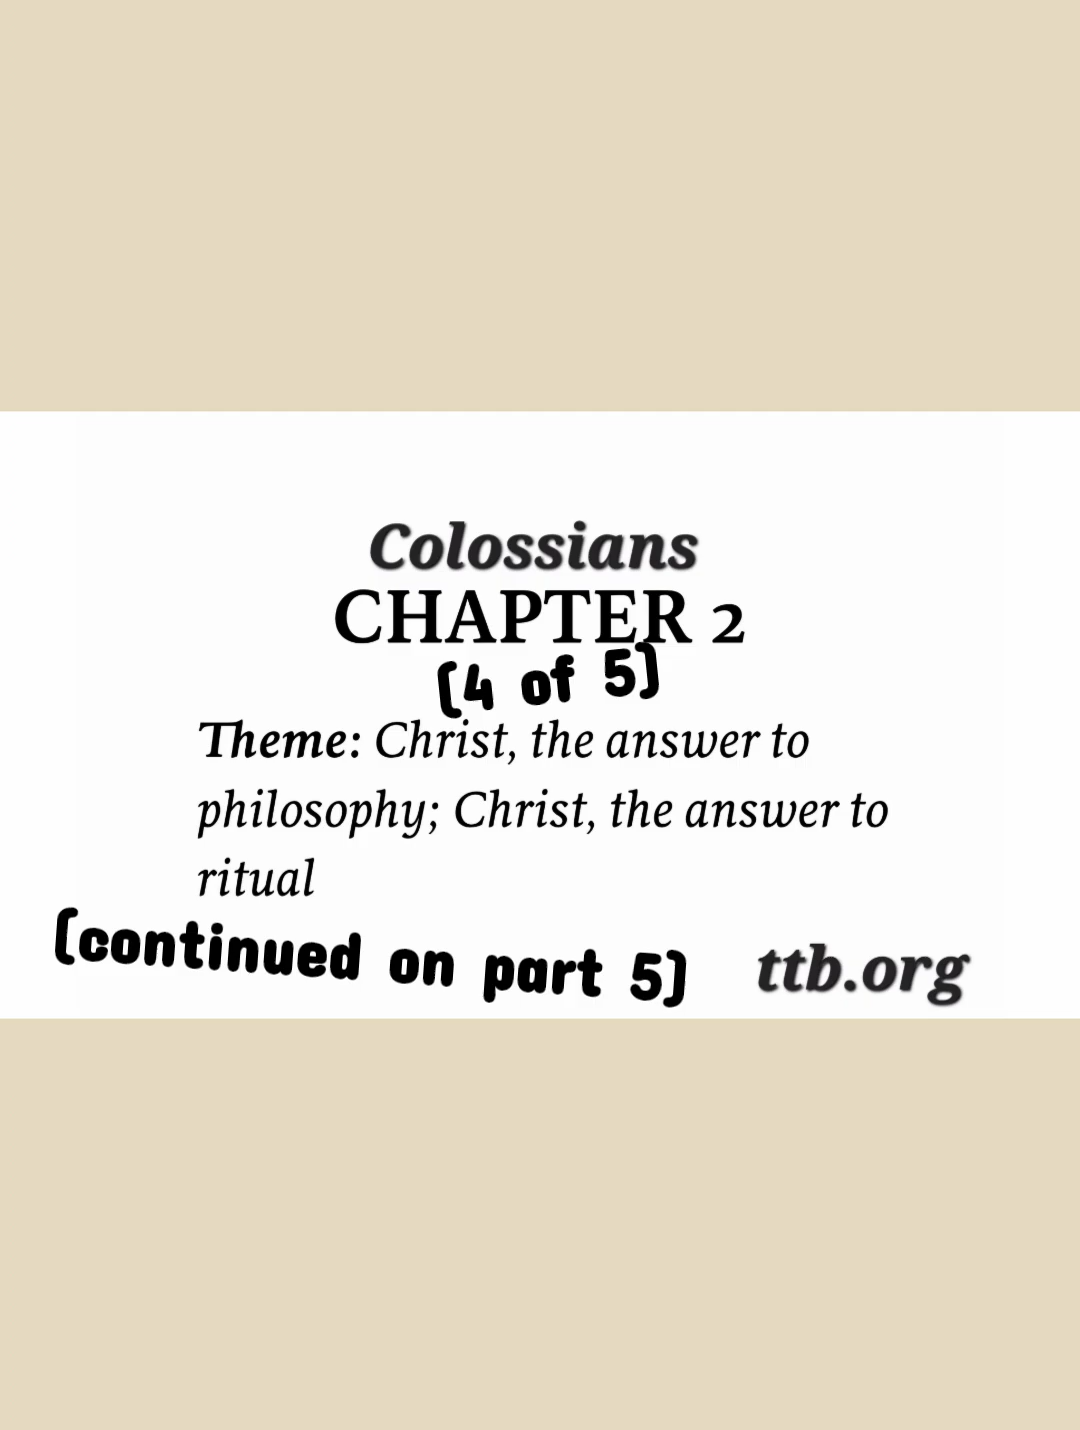 Colossians
CHAPTER 2
(4 of 5)
Theme: Christ, the answer to
philosophy; Christ, the answer to
ritual
(continued on part 5)
ttb.org